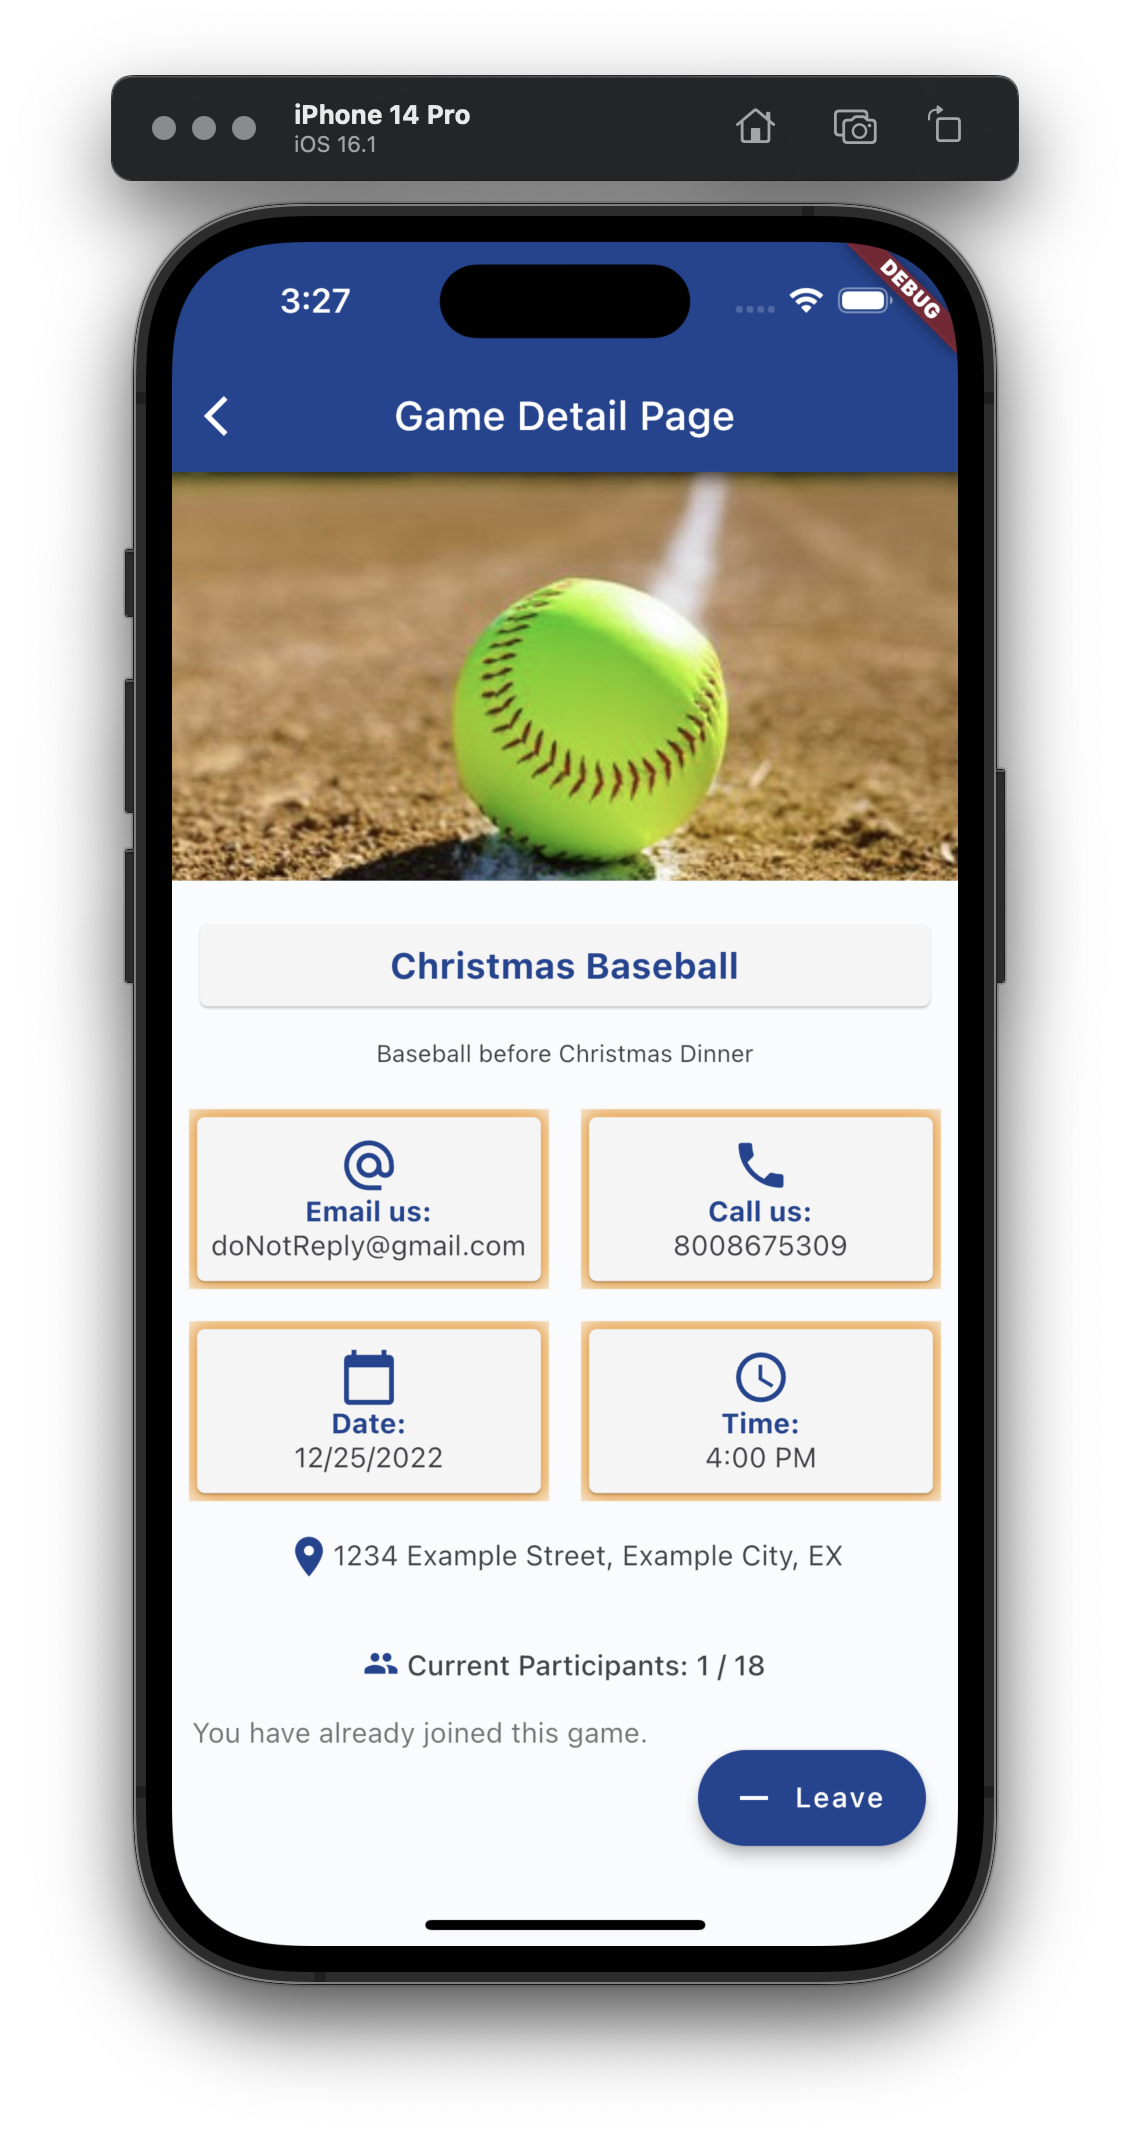 iPhone 14 Pro
iOS 16.1
3:27
DEBUG
Game Detail Page
Christmas Baseball
Baseball before Christmas Dinner
Email us:
doNotReply@gmail.com
Call us:
8008675309
Date:
12/25/2022
Time:
4:00 PM
1234 Example Street, Example City, EX
Current Participants: 1 / 18
You have already joined this game.
Leave